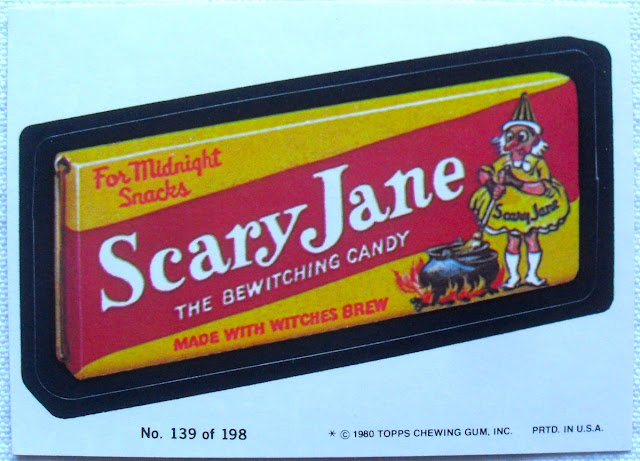 For Midnight
Snacks
Scary Jane
THE BEWITCHING CANDY
MADE WITH WITCHES BREW
Scary Jane
No. 139 of 198
* © 1980 TOPPS CHEWING GUM, INC. PRTD. IN U.S.A.